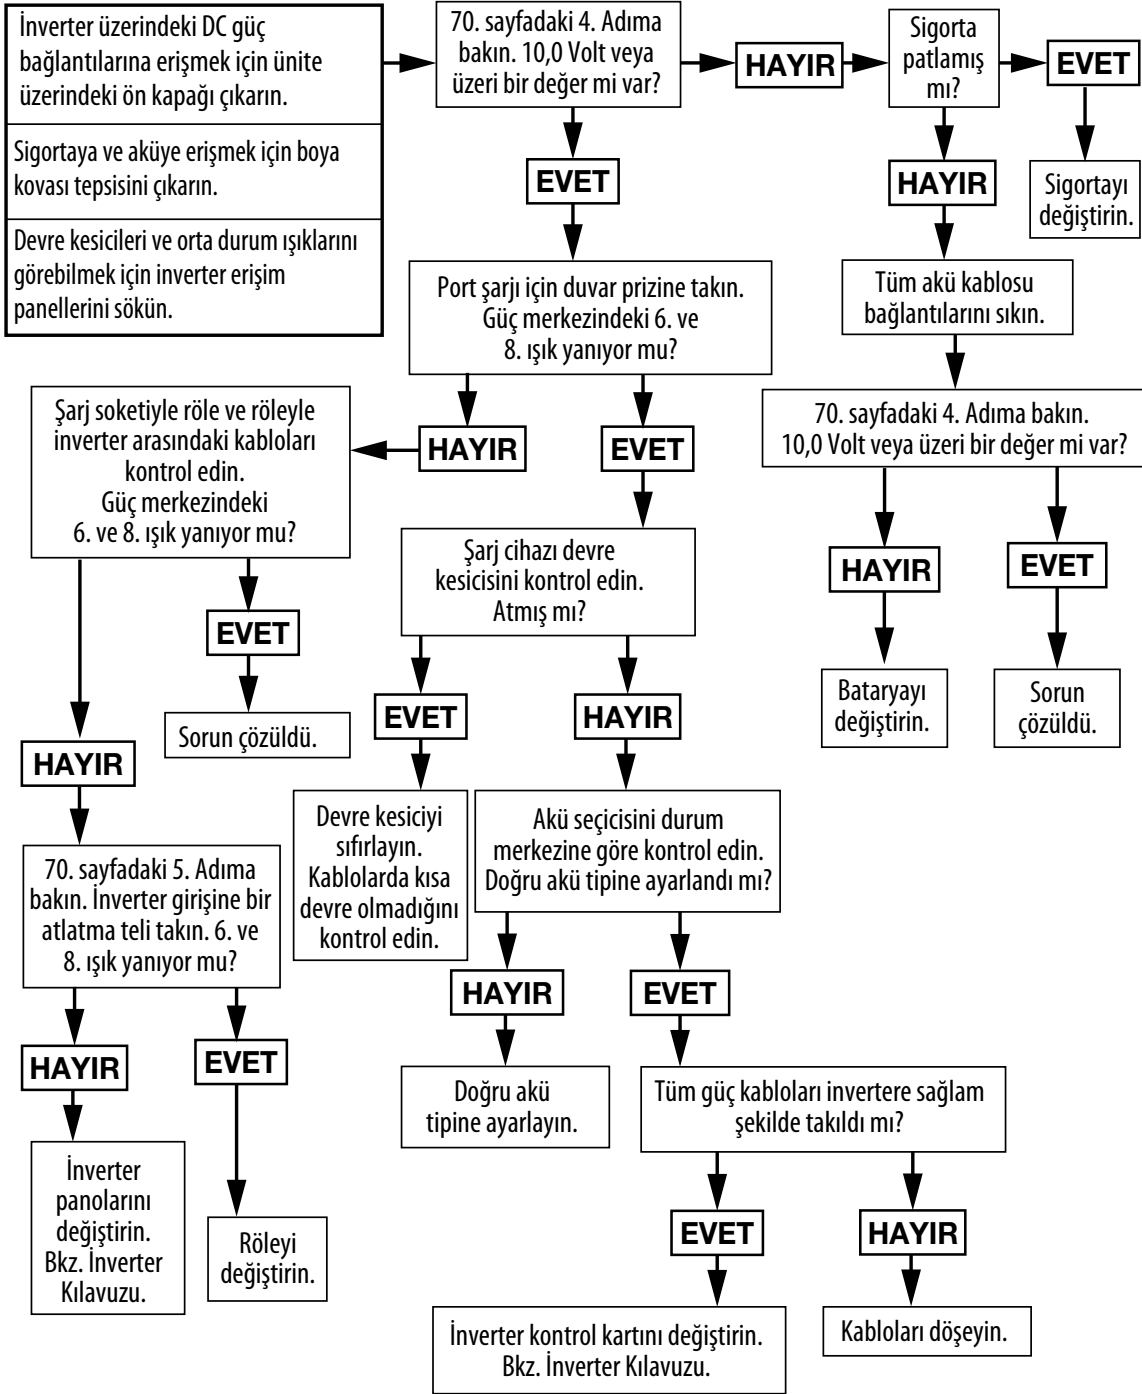 İnverter üzerindeki DC güç
bağlantılarına erişmek için ünite
üzerindeki ön kapağı çıkarın.
Sigortaya ve aküye erişmek için boya
kovası tepsisini çıkarın.
Devre kesicileri ve orta durum ışıklarını
görebilmek için inverter erişim
panellerini sökün.
70. sayfadaki 4. Adıma
bakın. 10,0 Volt veya
üzeri bir değer mi var?
HAYIR
Sigorta
patlamış
mı?
EVET
Sigortayı
değiştirin.
HAYIR
Tüm akü kablosu
bağlantılarını sıkın.
70. sayfadaki 4. Adıma bakın.
10,0 Volt veya üzeri bir değer mi var?
HAYIR
EVET
Bataryayı
değiştirin.
Sorun
çözüldü.
EVET
Port şarjı için duvar prizine takın.
Güç merkezindeki 6. ve
8. ışık yanıyor mu?
HAYIR
EVET
Şarj soketiyle röle ve röleyle
inverter arasındaki kabloları
kontrol edin.
Güç merkezindeki
6. ve 8. ışık yanıyor mu?
EVET
Sorun çözüldü.
HAYIR
70. sayfadaki 5. Adıma
bakın. İnverter girişine bir
atlatma teli takın. 6. ve
8. ışık yanıyor mu?
HAYIR
EVET
İnverter
panolarını
değiştirin.
Bkz. İnverter
Kılavuzu.
Röleyi
değiştirin.
Şarj cihazı devre
kesicisini kontrol edin.
Atmış mı?
EVET
HAYIR
Devre kesiciyi
sıfırlayın.
Kablolarda kısa
devre olmadığını
kontrol edin.
Akü seçicisini durum
merkezine göre kontrol edin.
Doğru akü tipine ayarlandı mı?
HAYIR
EVET
Doğru akü
tipine ayarlayın.
Tüm güç kabloları invertere sağlam
şekilde takıldı mı?
EVET
HAYIR
İnverter kontrol kartını değiştirin.
Bkz. İnverter Kılavuzu.
Kabloları döşeyin.